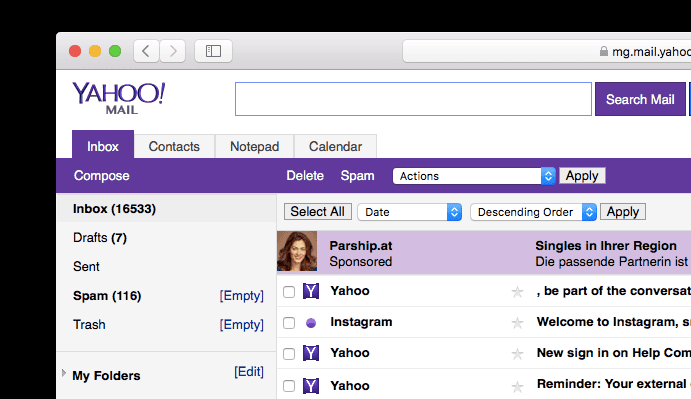 mg.mail.yahoo
YAHOO!
MAIL
Search Mail
Inbox Contacts Notepad Calendar
Compose Delete Spam Actions Apply
Inbox (16533)
Select All Date Descending Order Apply
Drafts (7)
Parship.at Singles in Ihrer Region
Sponsored Die passende Partnerin ist
Sent
Spam (116) [Empty]
Yahoo , be part of the conversat
Trash [Empty]
Instagram Welcome to Instagram,
Yahoo New sign in on Help Com
My Folders [Edit]
Yahoo Reminder: Your external